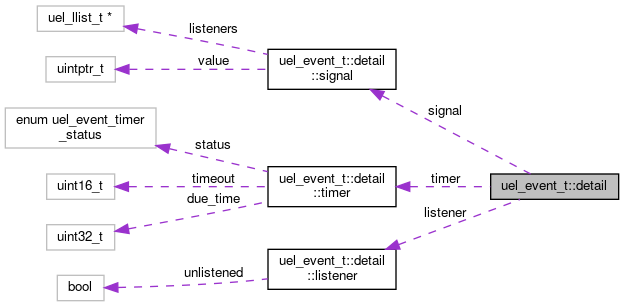 uel_llist_t *
listeners
uel_event_t::detail
::signal
value
uintptr_t
signal
enum uel_event_timer
_status
status
uel_event_t::detail
::timer
timeout
uint16_t
timer
uel_event_t::detail
due_time
listener
uint32_t
uel_event_t::detail
::listener
unlistened
bool